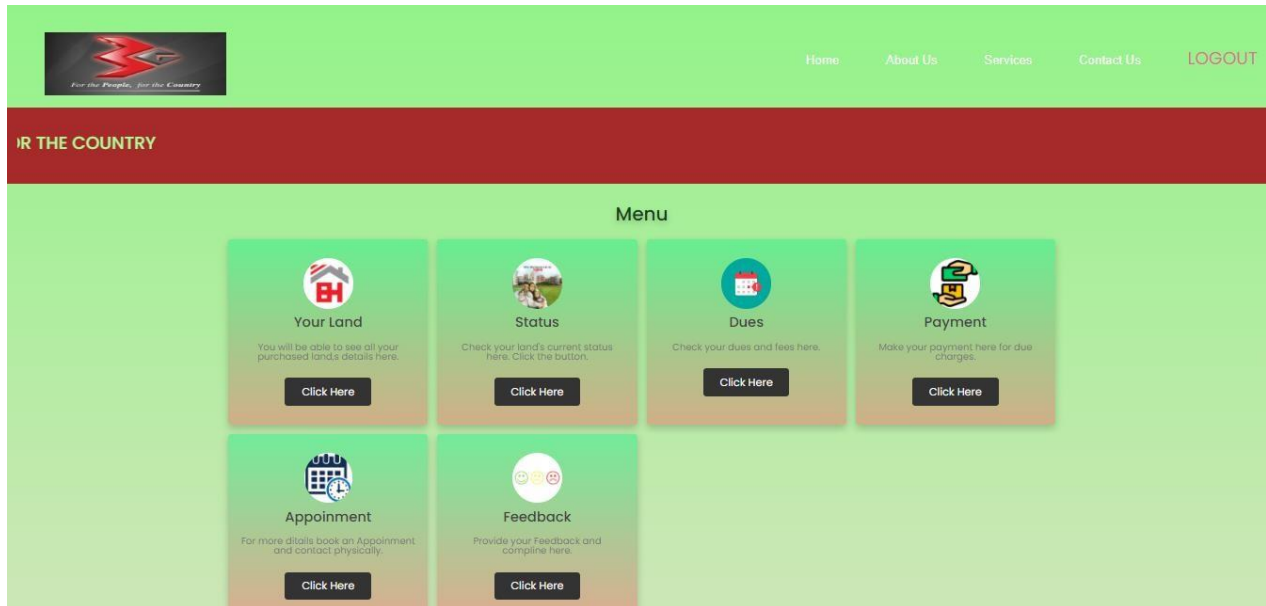 For the People, for the Country
Home About Us Services Contact Us LOGOUT
R THE COUNTRY
Menu
EH
Your Land
You will be able to see all your
purchased land,s details here.
Click Here
Status
Check your land's current status
here. Click the button.
Click Here
Dues
Check your dues and fees here.
Click Here
Payment
Make your payment here for due
charges.
Click Here
Appoinment
For more ditails book an Appoinment
and contact physically.
Click Here
Feedback
Provide your Feedback and
compline here.
Click Here